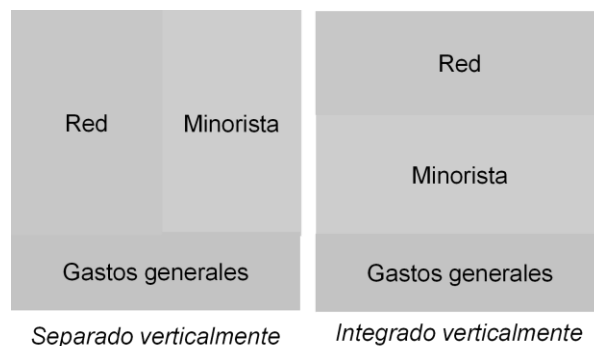 Red
Minorista
Gastos generales
Separado verticalmente
Red
Minorista
Gastos generales
Integrado verticalmente